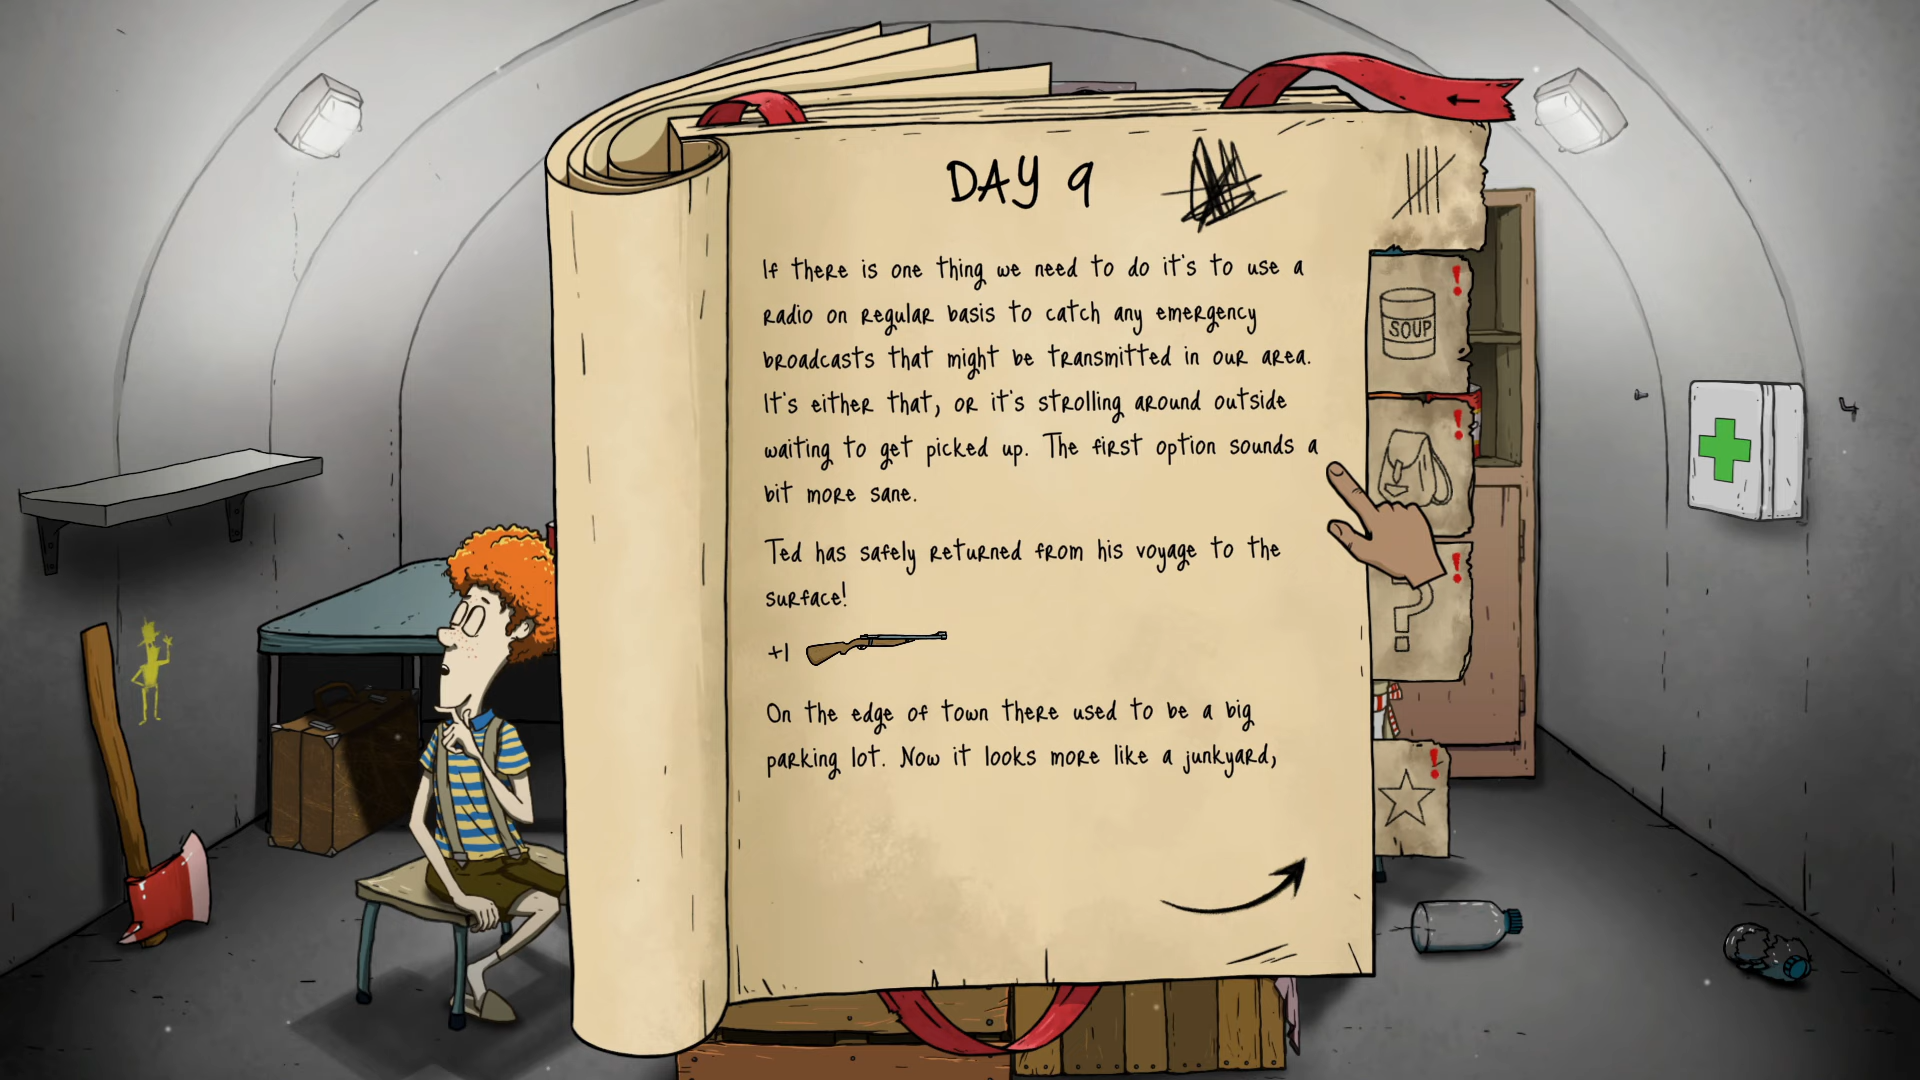 DAY 9
If there is one thing we need to do it's to use a
radio on regular basis to catch any emergency
broadcasts that might be transmitted in our area.
It's either that, or it's strolling around outside
waiting to get picked up. The first option sounds a
bit more sane.
Ted has safely returned from his voyage to the
surface!
+1
On the edge of town there used to be a big
parking lot. Now it looks more like a junkyard,
!
SOUP
!
!
?
!